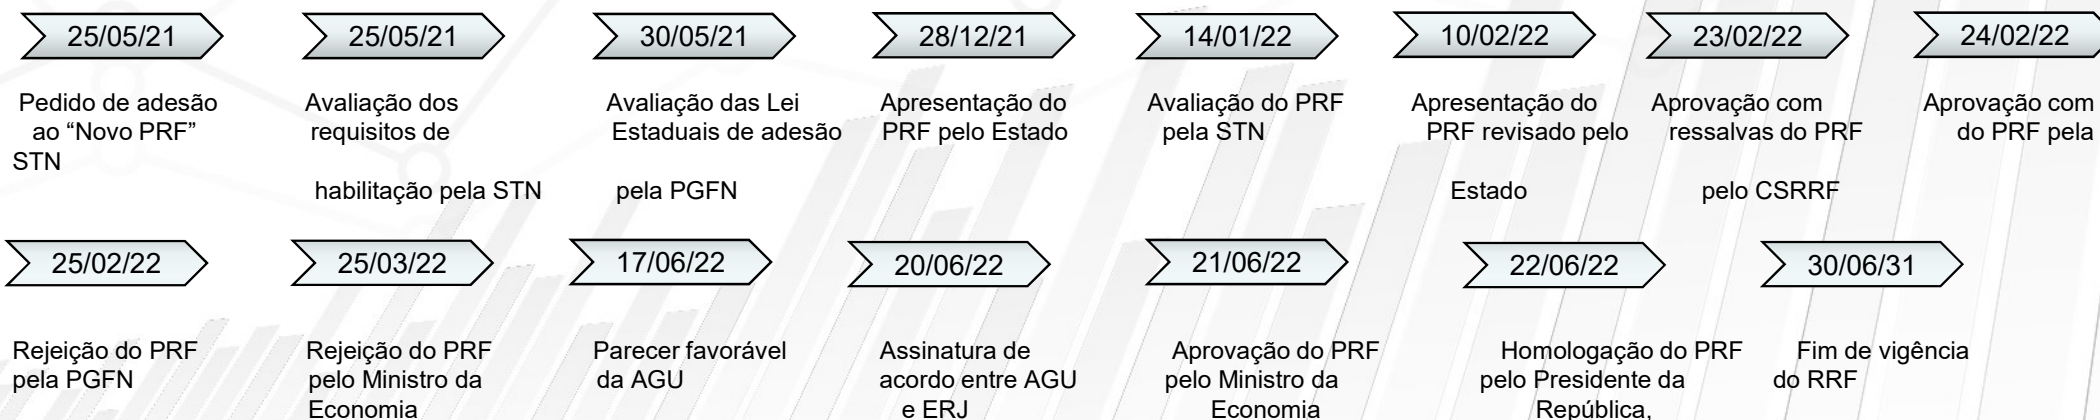 25/05/21
25/05/21
30/05/21
28/12/21
14/01/22
10/02/22
23/02/22
24/02/22
Pedido de adesão
ao “Novo PRF”
STN
Avaliação dos
requisitos de
habilitação pela STN
Avaliação das Lei
Estaduais de adesão
pela PGFN
Apresentação do
PRF pelo Estado
Avaliação do PRF
pela STN
Apresentação do
PRF revisado pelo
Estado
Aprovação com
ressalvas do PRF
pelo CSRRF
Aprovação com
do PRF pela
25/02/22
25/03/22
17/06/22
20/06/22
21/06/22
22/06/22
30/06/31
Rejeição do PRF
pela PGFN
Rejeição do PRF
pelo Ministro da
Economia
Parecer favorável
da AGU
Assinatura de
acordo entre AGU
e ERJ
Aprovação do PRF
pelo Ministro da
Economia
Homologação do PRF
pelo Presidente da
República,
Fim de vigência
do RRF